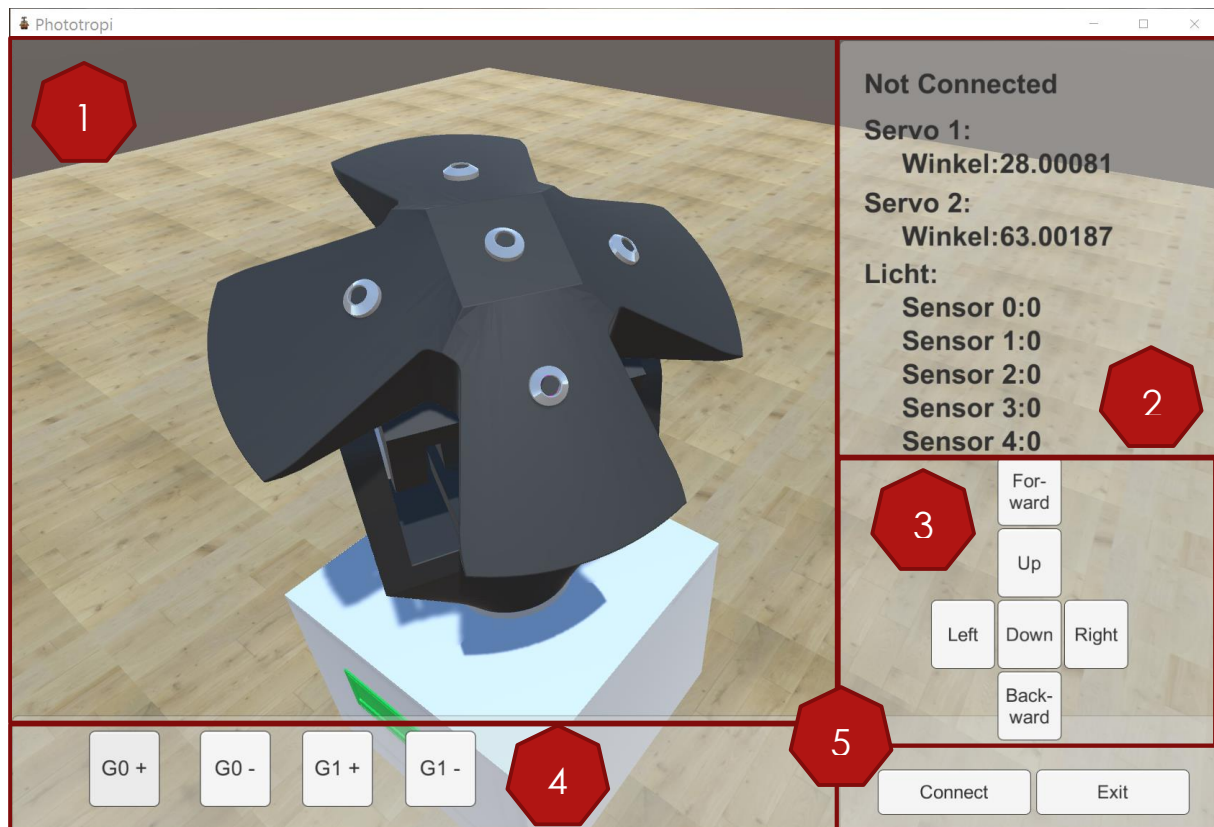 Phototropi
1
Not Connected
Servo 1:
Winkel:28.00081
Servo 2:
Winkel:63.00187
Licht:
Sensor 0:0
Sensor 1:0
Sensor 2:0
Sensor 3:0
Sensor 4:0
2
3
For-
ward
Up
Left Down Right
Back-
ward
G0 + G0 - G1 + G1 -
4
5
Connect Exit